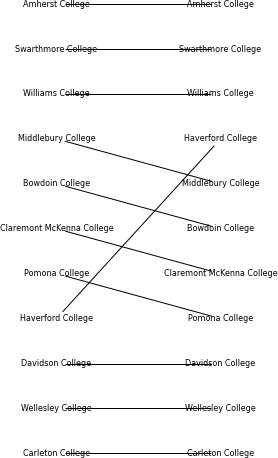 Amherst College Amherst College
Swarthmore College Swarthmore College
Williams College Williams College
Middlebury College Haverford College
Bowdoin College Middlebury College
Claremont McKenna College Bowdoin College
Pomona College Claremont McKenna College
Haverford College Pomona College
Davidson College Davidson College
Wellesley College Wellesley College
Carleton College Carleton College